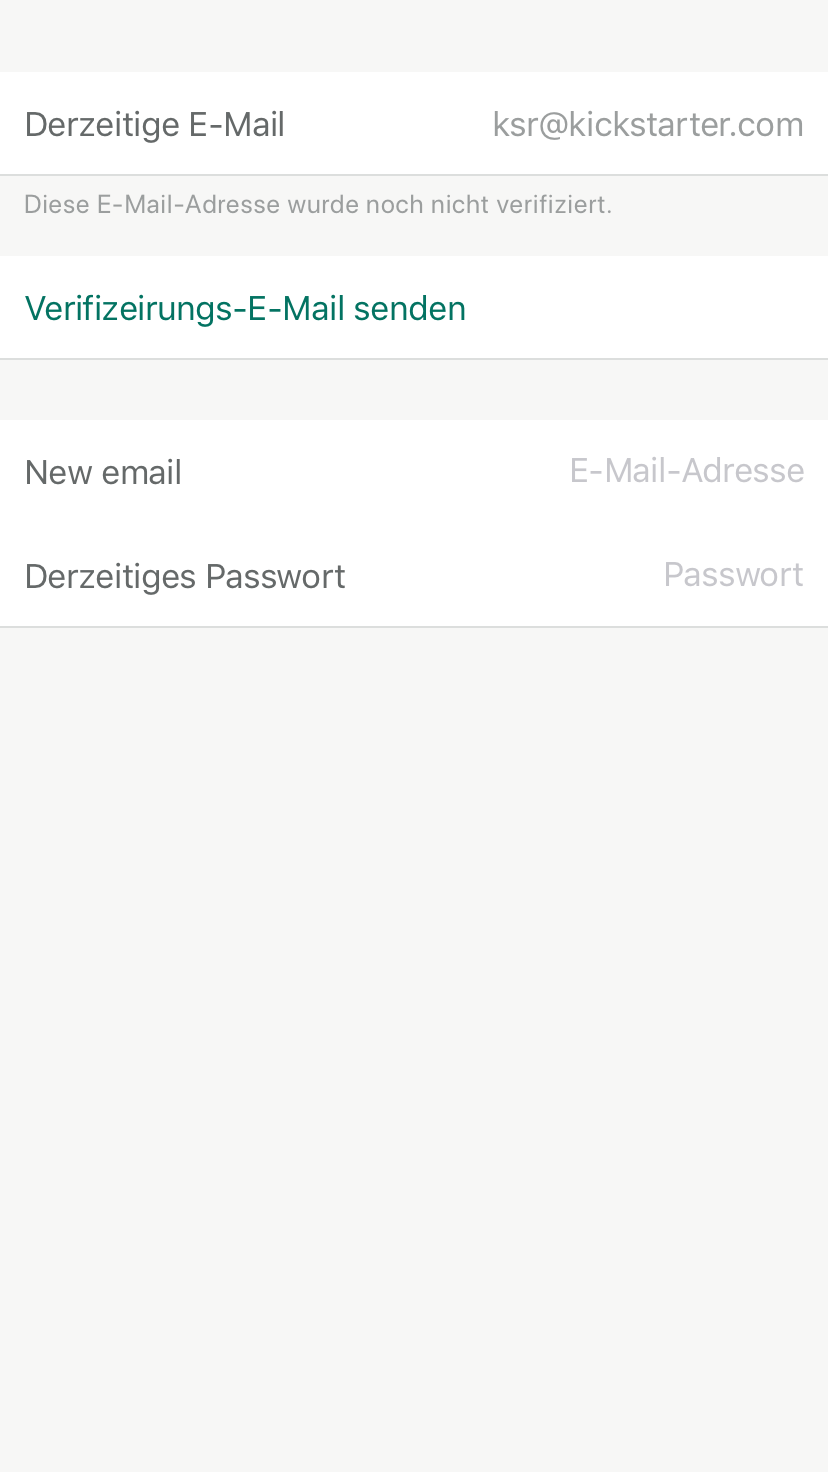 Derzeitige E-Mail ksr@kickstarter.com
Diese E-Mail-Adresse wurde noch nicht verifiziert.
Verifizeirungs-E-Mail senden
New email E-Mail-Adresse
Derzeitiges Passwort Passwort